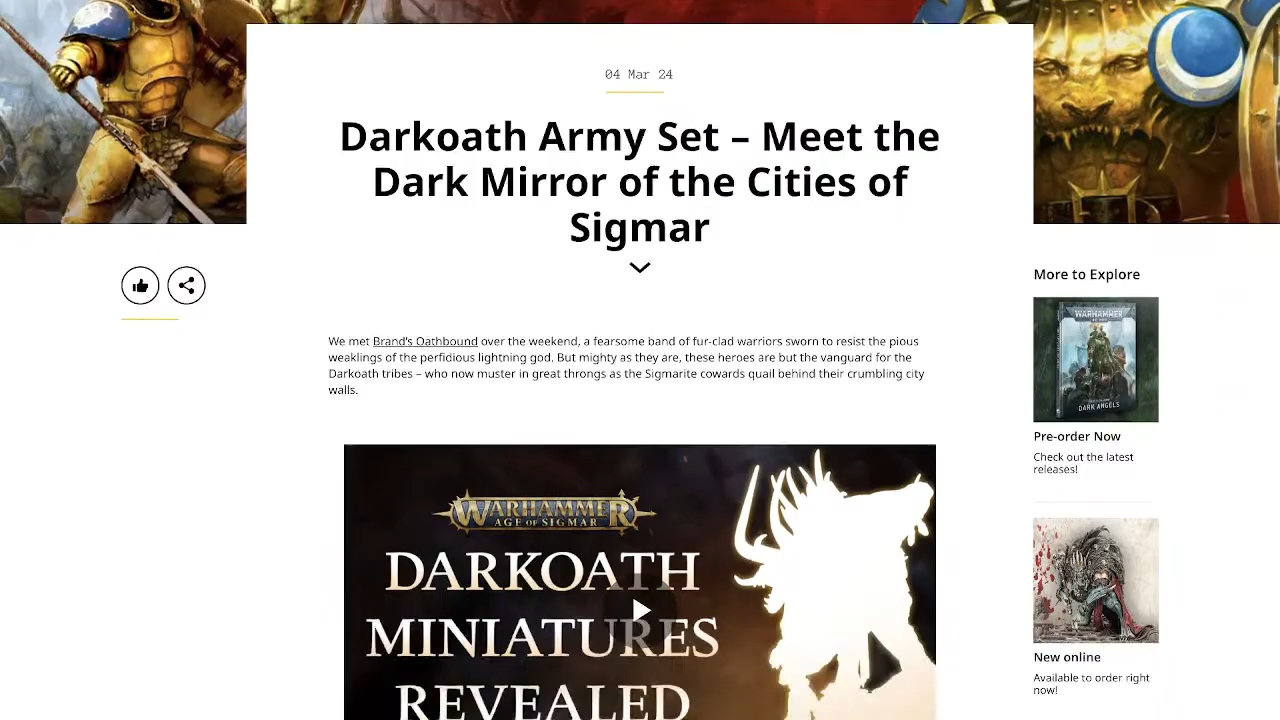 04 Mar 24
Darkoath Army Set – Meet the
Dark Mirror of the Cities of
Sigmar
We met Brand's Oathbound over the weekend, a fearsome band of fur-clad warriors sworn to resist the pious
weaklings of the perfidious lightning god. But mighty as they are, these heroes are but the vanguard for the
Darkoath tribes – who now muster in great throngs as the Sigmarite cowards quail behind their crumbling city
walls.
WARHAMMER
AGE OF SIGMAR
DARKOATH
MINIATURES
REVEALED
More to Explore
WARHAMMER
DARK ANGELS
Pre-order Now
Check out the latest
releases!
New online
Available to order right
now!